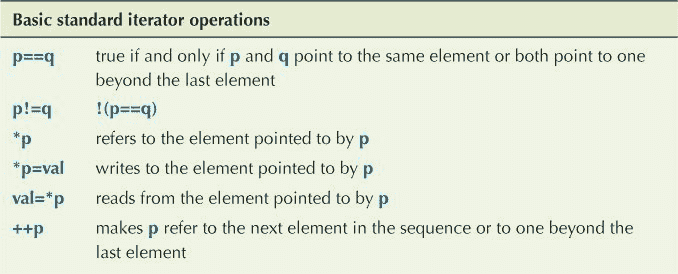 Basic standard iterator operations
p==q true if and only if p and q point to the same element or both point to one
beyond the last element
p!=q !(p==q)
*p refers to the element pointed to by p
*p=val writes to the element pointed to by p
val=*p reads from the element pointed to by p
++p makes p refer to the next element in the sequence or to one beyond the
last element